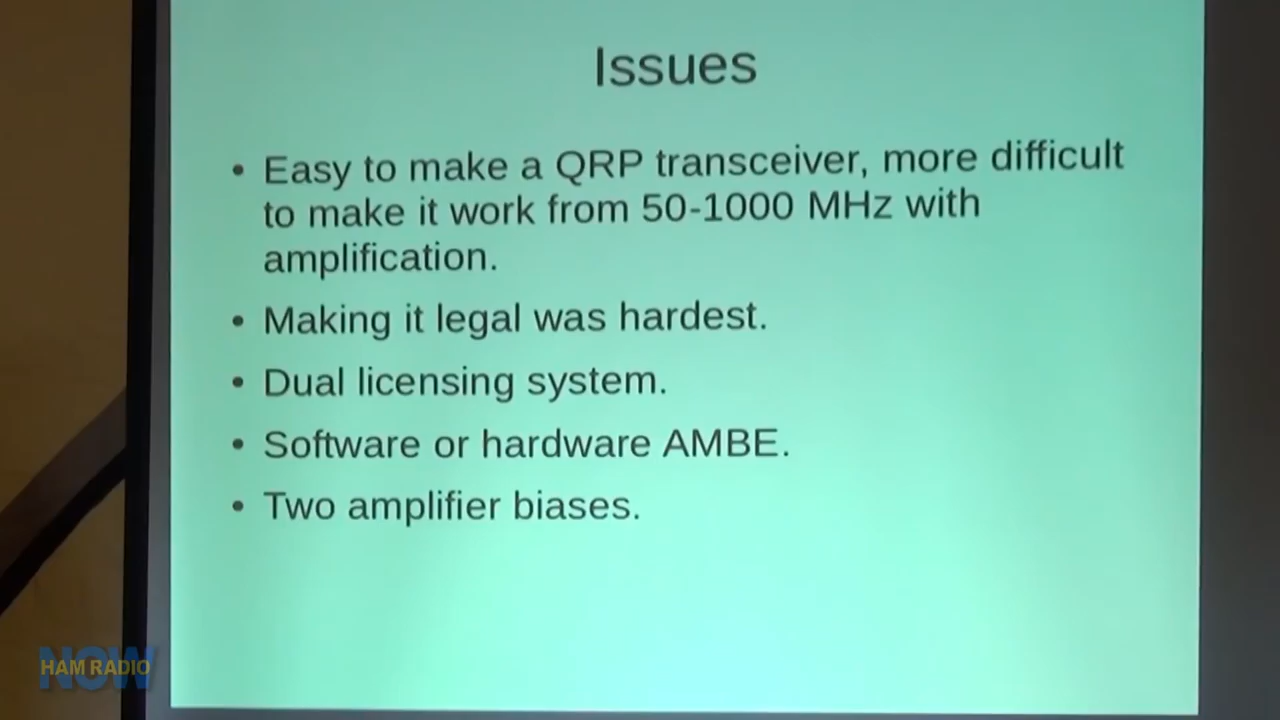 Issues
• Easy to make a QRP transceiver, more difficult
to make it work from 50-1000 MHz with
amplification.
• Making it legal was hardest.
• Dual licensing system.
• Software or hardware AMBE.
• Two amplifier biases.
HAM RADIO
NOW